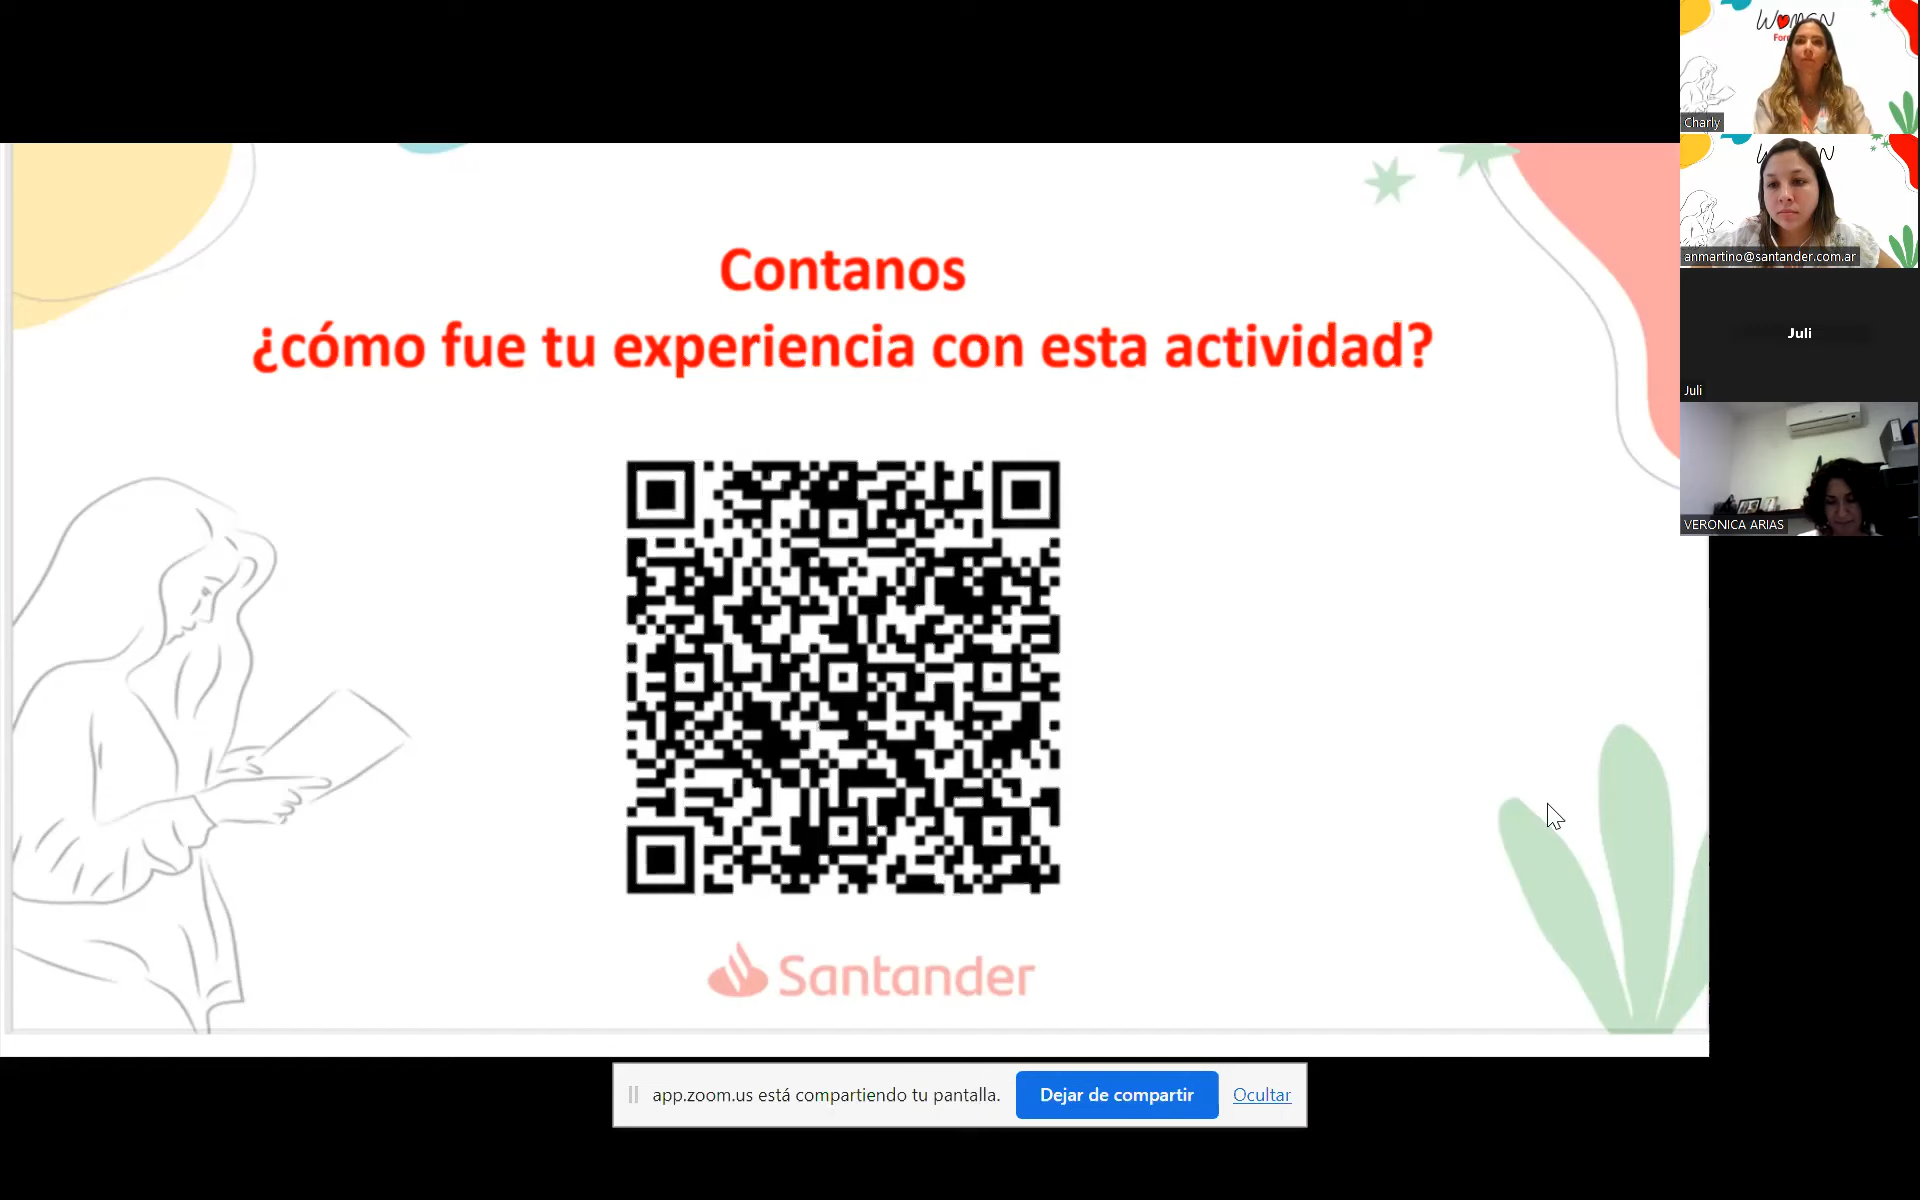 Contanos
¿cómo fue tu experiencia con esta actividad?
Santander
app.zoom.us está compartiendo tu pantalla.
Dejar de compartir
Ocultar
WOMEN
Charly
anmartino@santander.com.ar
Juli
Juli
VERONICA ARIAS